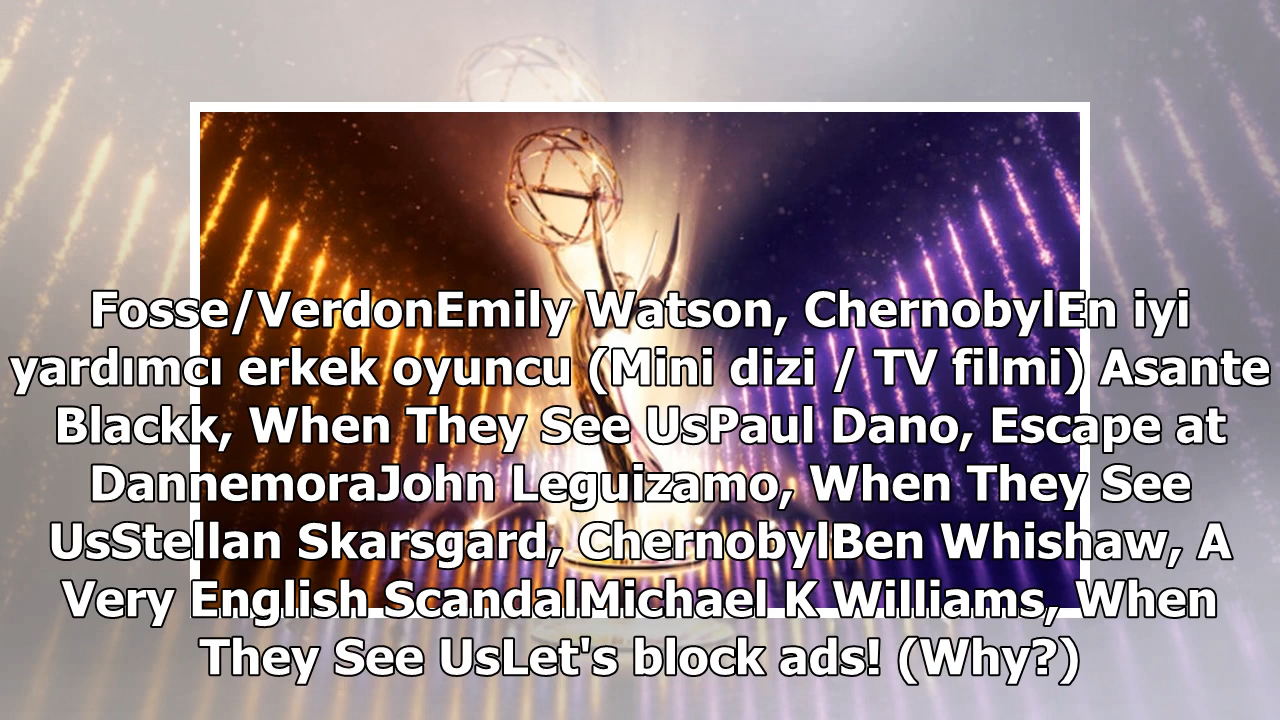 Fosse/VerdonEmily Watson, ChernobylEn iyi
yardımcı erkek oyuncu (Mini dizi / TV filmi) Asante
Blackk, When They See UsPaul Dano, Escape at
DannemoraJohn Leguizamo, When They See
UsStellan Skarsgard, ChernobylBen Whishaw, A
Very English ScandalMichael K Williams, When
They See UsLet's block ads! (Why?)